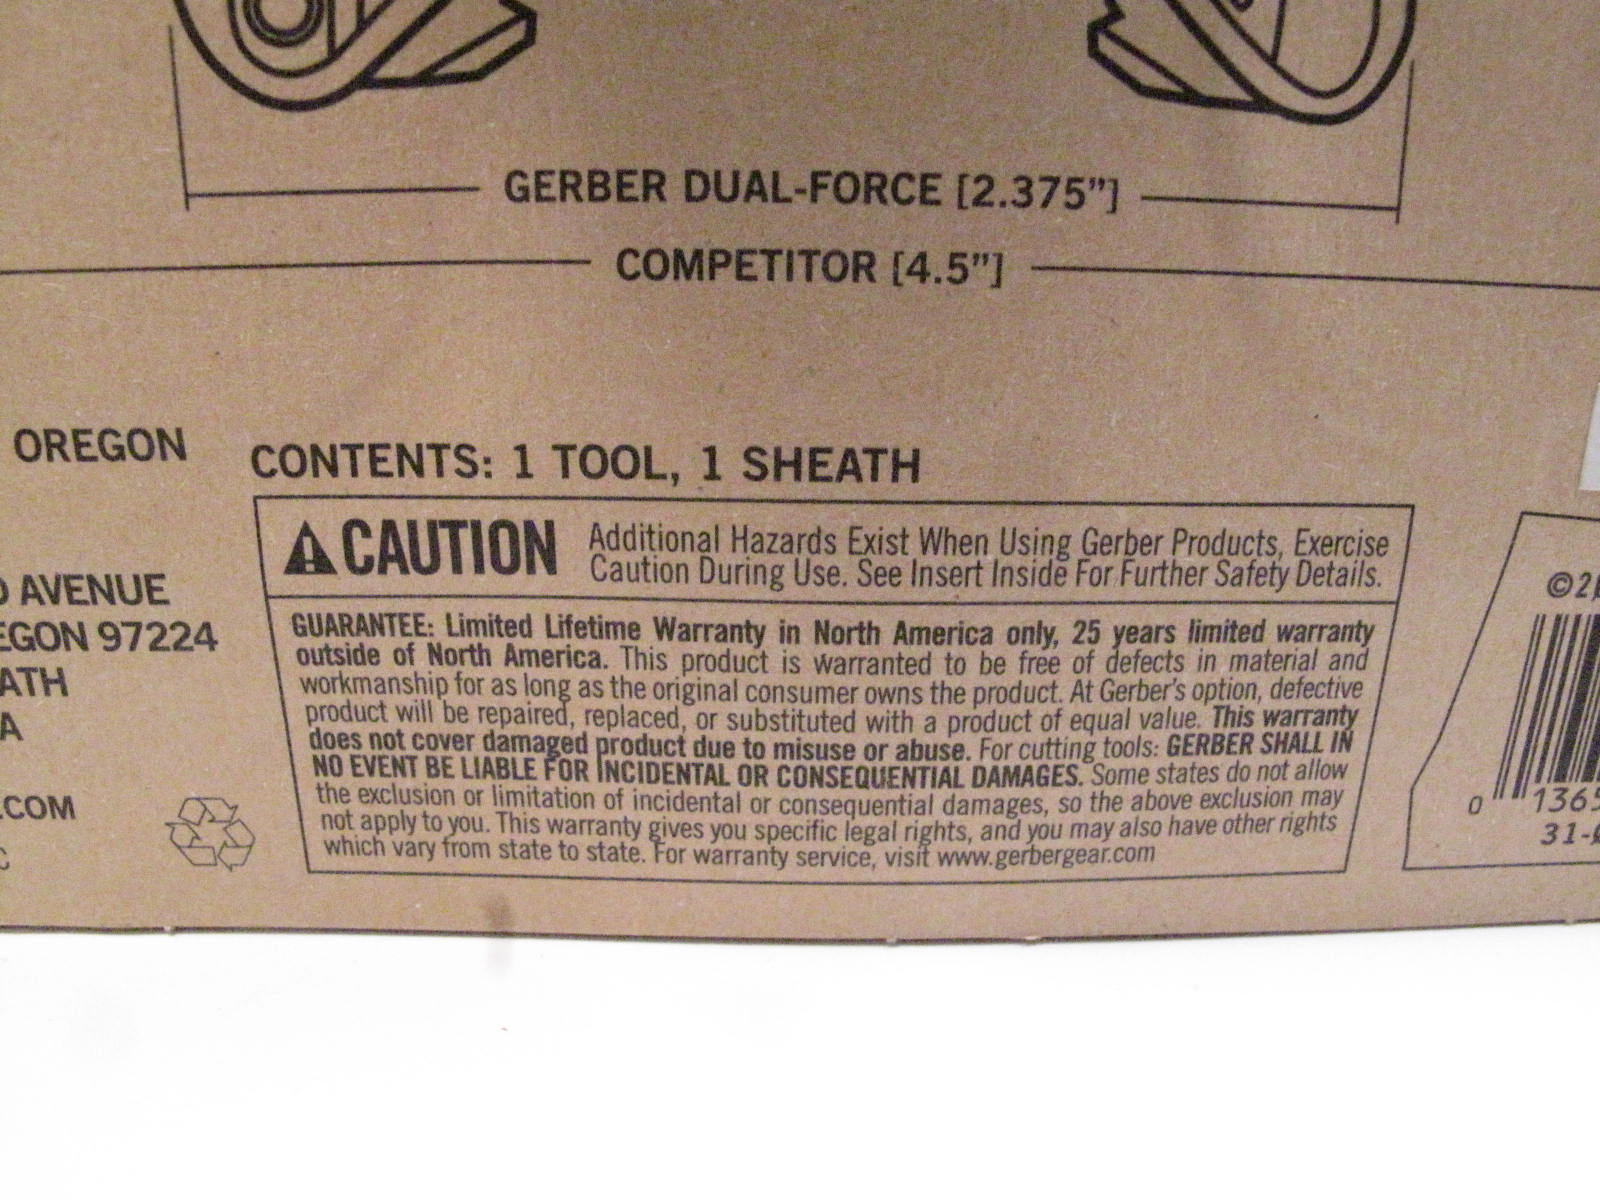 GERBER DUAL-FORCE [2.375"]
COMPETITOR [4.5"]
OREGON
AVENUE
97224
.COM
CONTENTS: 1 TOOL, 1 SHEATH
CAUTION
Additional Hazards Exist When Using Gerber Products, Exercise
Caution During Use. See Insert Inside For Further Safety Details.
GUARANTEE: Limited Lifetime Warranty in North America only, 25 years limited warranty
outside of North America. This product is warranted to be free of defects in material and
workmanship for as long as the original consumer owns the product. At Gerber's option, defective
product will be repaired, replaced, or substituted with a product of equal value. This warranty
does not cover damaged product due to misuse or abuse. For cutting tools: GERBER SHALL IN
NO EVENT BE LIABLE FOR INCIDENTAL OR CONSEQUENTIAL DAMAGES. Some states do not allow
the exclusion or limitation of incidental or consequential damages, so the above exclusion may
not apply to you. This warranty gives you specific legal rights, and you may also have other rights
which vary from state to state. For warranty service, visit www.gerbergear.com
©2
0 1365
31-